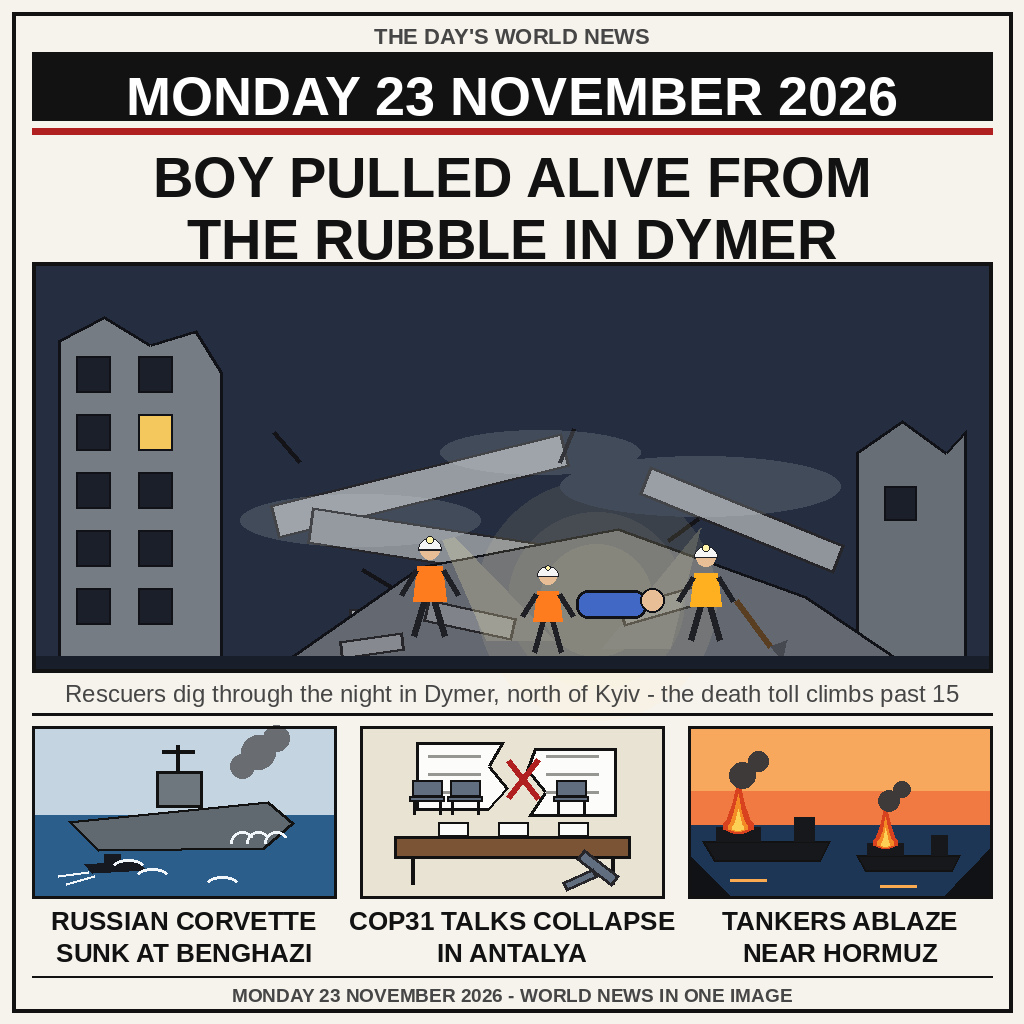 THE DAY'S WORLD NEWS
MONDAY 23 NOVEMBER 2026
BOY PULLED ALIVE FROM
THE RUBBLE IN DYMER
Rescuers dig through the night in Dymer, north of Kyiv - the death toll climbs past 15
RUSSIAN CORVETTE
SUNK AT BENGHAZI
COP31 TALKS COLLAPSE
IN ANTALYA
TANKERS ABLAZE
NEAR HORMUZ
MONDAY 23 NOVEMBER 2026 - WORLD NEWS IN ONE IMAGE